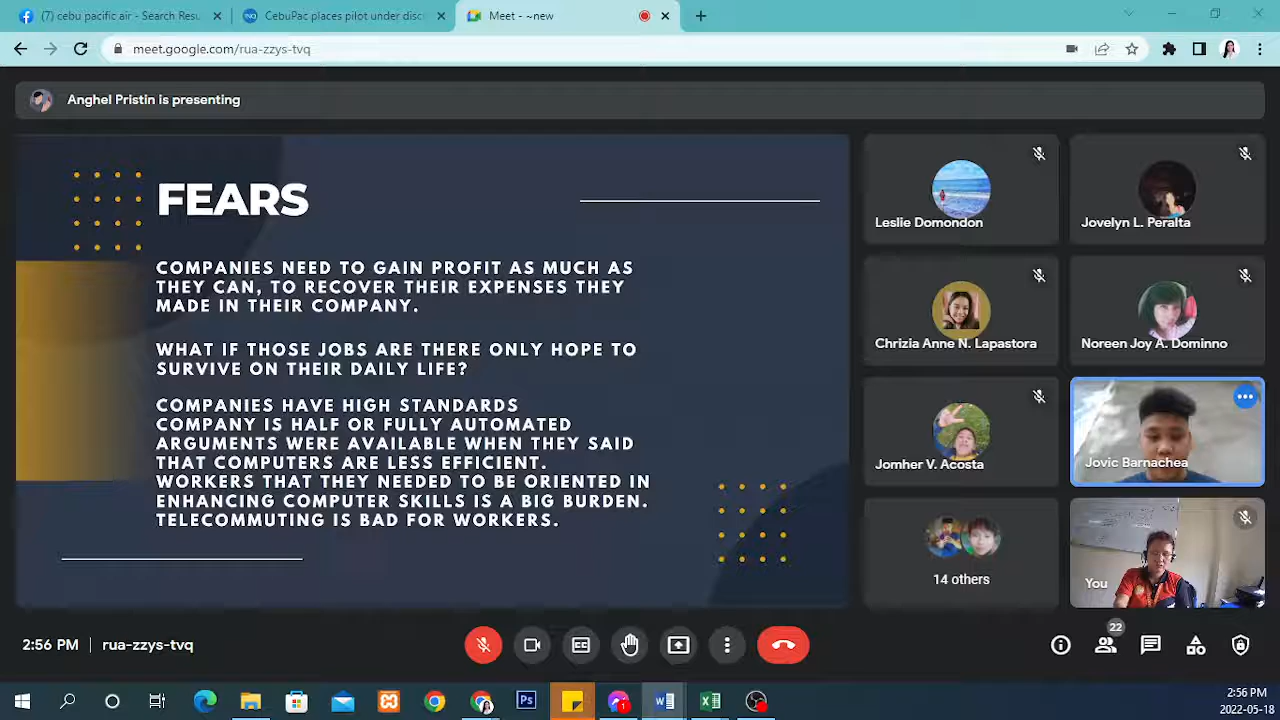 (7) cebu pacific air - Search Resu
CebuPac places pilot under disci
Meet - ~new
meet.google.com/rua-zzys-tvq
Anghel Pristin is presenting
FEARS
COMPANIES NEED TO GAIN PROFIT AS MUCH AS
THEY CAN, TO RECOVER THEIR EXPENSES THEY
MADE IN THEIR COMPANY.
WHAT IF THOSE JOBS ARE THERE ONLY HOPE TO
SURVIVE ON THEIR DAILY LIFE?
COMPANIES HAVE HIGH STANDARDS
COMPANY IS HALF OR FULLY AUTOMATED
ARGUMENTS WERE AVAILABLE WHEN THEY SAID
THAT COMPUTERS ARE LESS EFFICIENT.
WORKERS THAT THEY NEEDED TO BE ORIENTED IN
ENHANCING COMPUTER SKILLS IS A BIG BURDEN.
TELECOMMUTING IS BAD FOR WORKERS.
Leslie Domondon
Jovelyn L. Peralta
Chrizia Anne N. Lapastora
Noreen Joy A. Dominno
Jomher V. Acosta
Jovic Barnachea
14 others
You
2:56 PM | rua-zzys-tvq
22
Ps
1
2:56 PM
2022-05-18